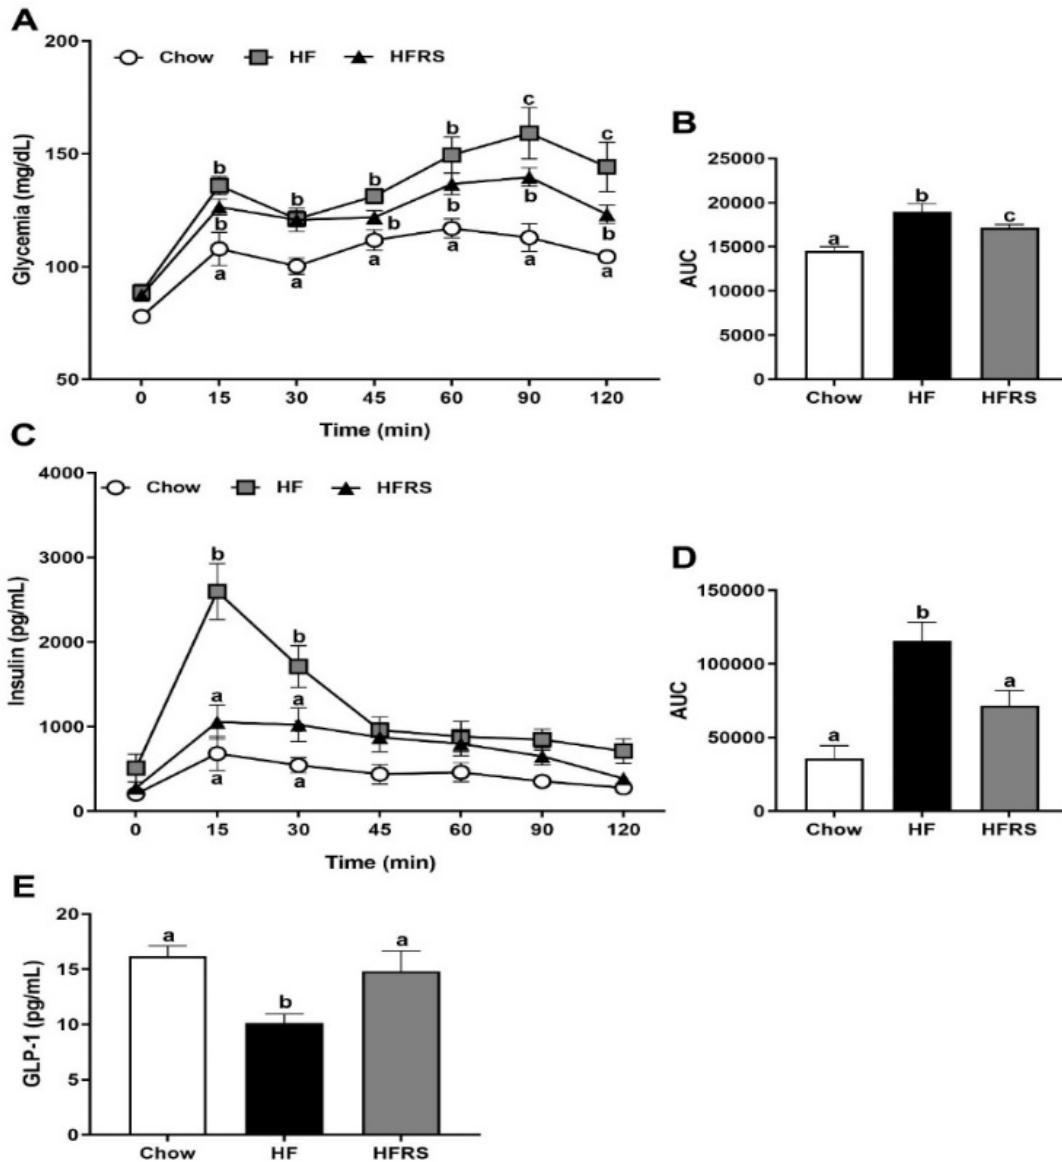 A
200
Chow HF HFRS
c
b c
150
b b b
b b b b
100
a a a a a a
50
Glycemia (mg/dL)
0 15 30 45 60 90 120
Time (min)
B
25000
20000
15000
10000
5000
0
AUC
a b c
Chow HF HFRS
C
4000
Chow HF HFRS
3000
2000
1000
0
Insulin (pg/mL)
b
b
a a
a a
0 15 30 45 60 90 120
Time (min)
D
150000
100000
50000
0
AUC
a b a
Chow HF HFRS
E
20
15
10
5
0
GLP-1 (pg/mL)
a b a
Chow HF HFRS